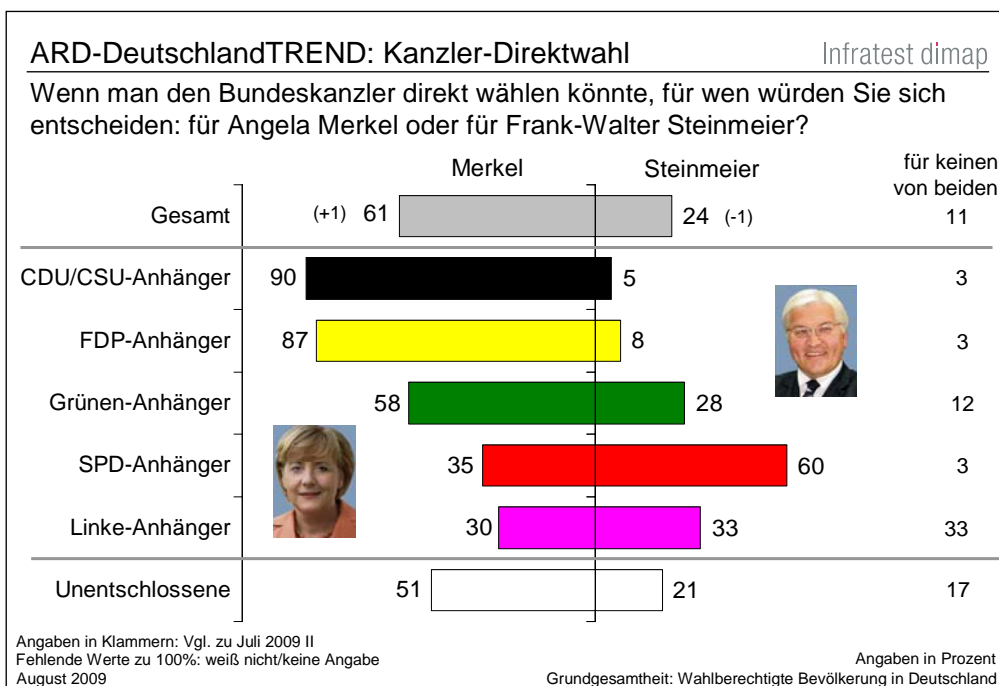 ARD-DeutschlandTREND: Kanzler-Direktwahl
Infratest dimap
Wenn man den Bundeskanzler direkt wählen könnte, für wen würden Sie sich
entscheiden: für Angela Merkel oder für Frank-Walter Steinmeier?
Merkel Steinmeier für keinen
von beiden
Gesamt (+1) 61 24 (-1) 11
CDU/CSU-Anhänger 90 5 3
FDP-Anhänger 87 8 3
Grünen-Anhänger 58 28 12
SPD-Anhänger 35 60 3
Linke-Anhänger 30 33 33
Unentschlossene 51 21 17
Angaben in Klammern: Vgl. zu Juli 2009 II
Fehlende Werte zu 100%: weiß nicht/keine Angabe
August 2009
Angaben in Prozent
Grundgesamtheit: Wahlberechtigte Bevölkerung in Deutschland